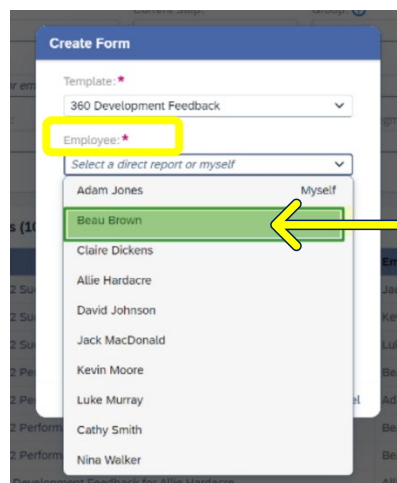 Create Form
Template:*
360 Development Feedback
Employee:*
Select a direct report or myself
Adam Jones Myself
Beau Brown
Claire Dickens
Allie Hardacre
David Johnson
Jack MacDonald
Kevin Moore
Luke Murray
Cathy Smith
Nina Walker
Development Feedback for Allie Hardacre